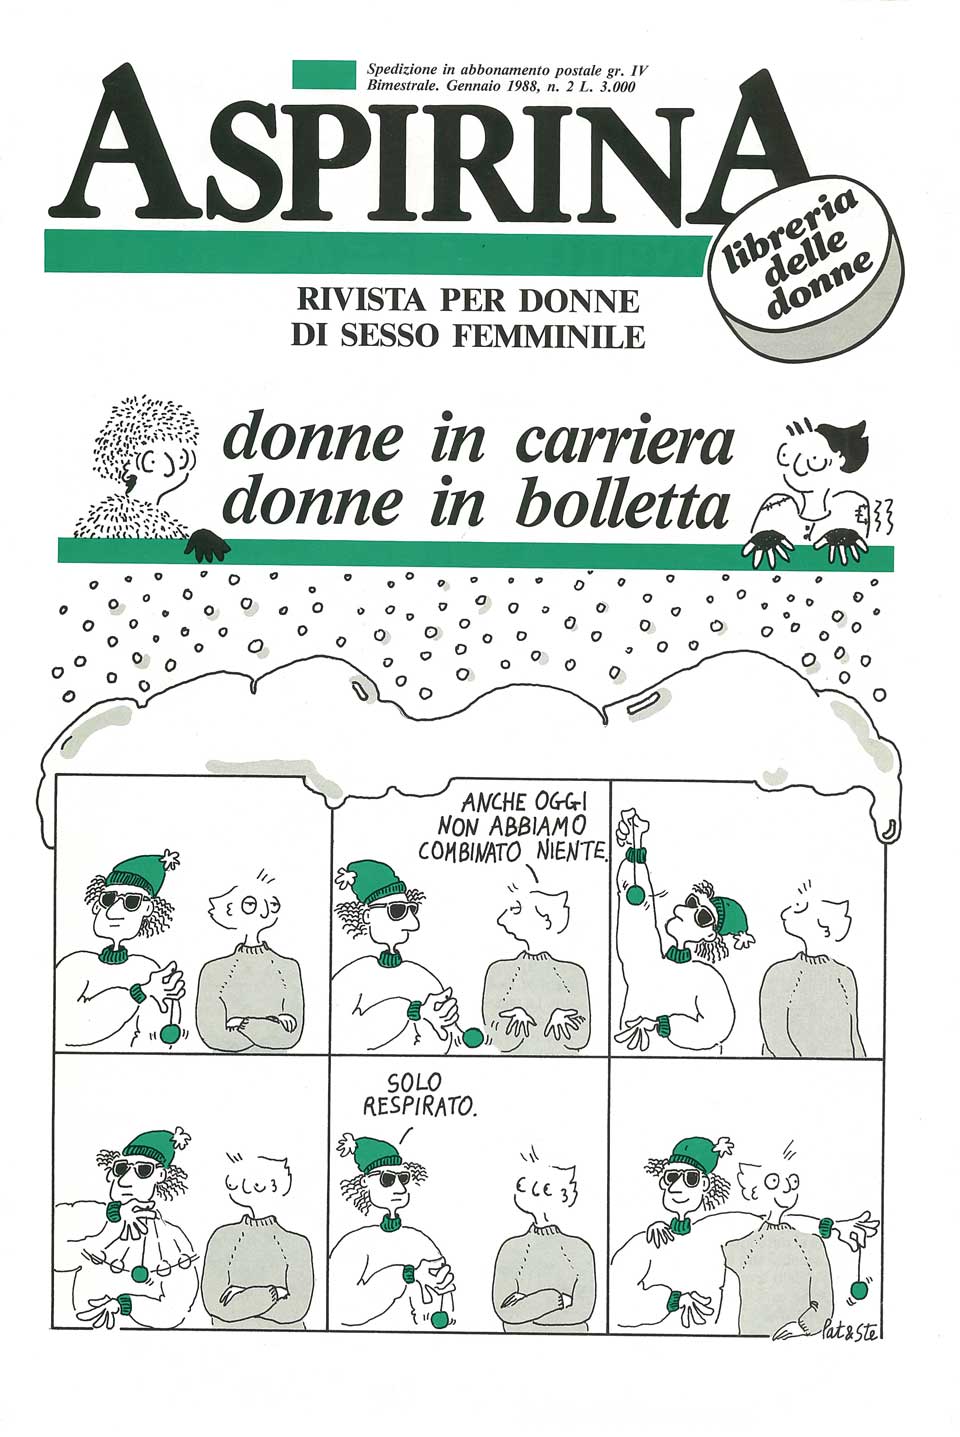 Spedizione in abbonamento postale gr. IV
Bimestrale. Gennaio 1988, n. 2 L. 3.000
ASPIRINA
libreria
delle
donne
RIVISTA PER DONNE
DI SESSO FEMMINILE
donne in carriera
donne in bolletta
ANCHE OGGI
NON ABBIAMO
COMBINATO NIENTE.
SOLO
RESPIRATO.
Pat&Ste